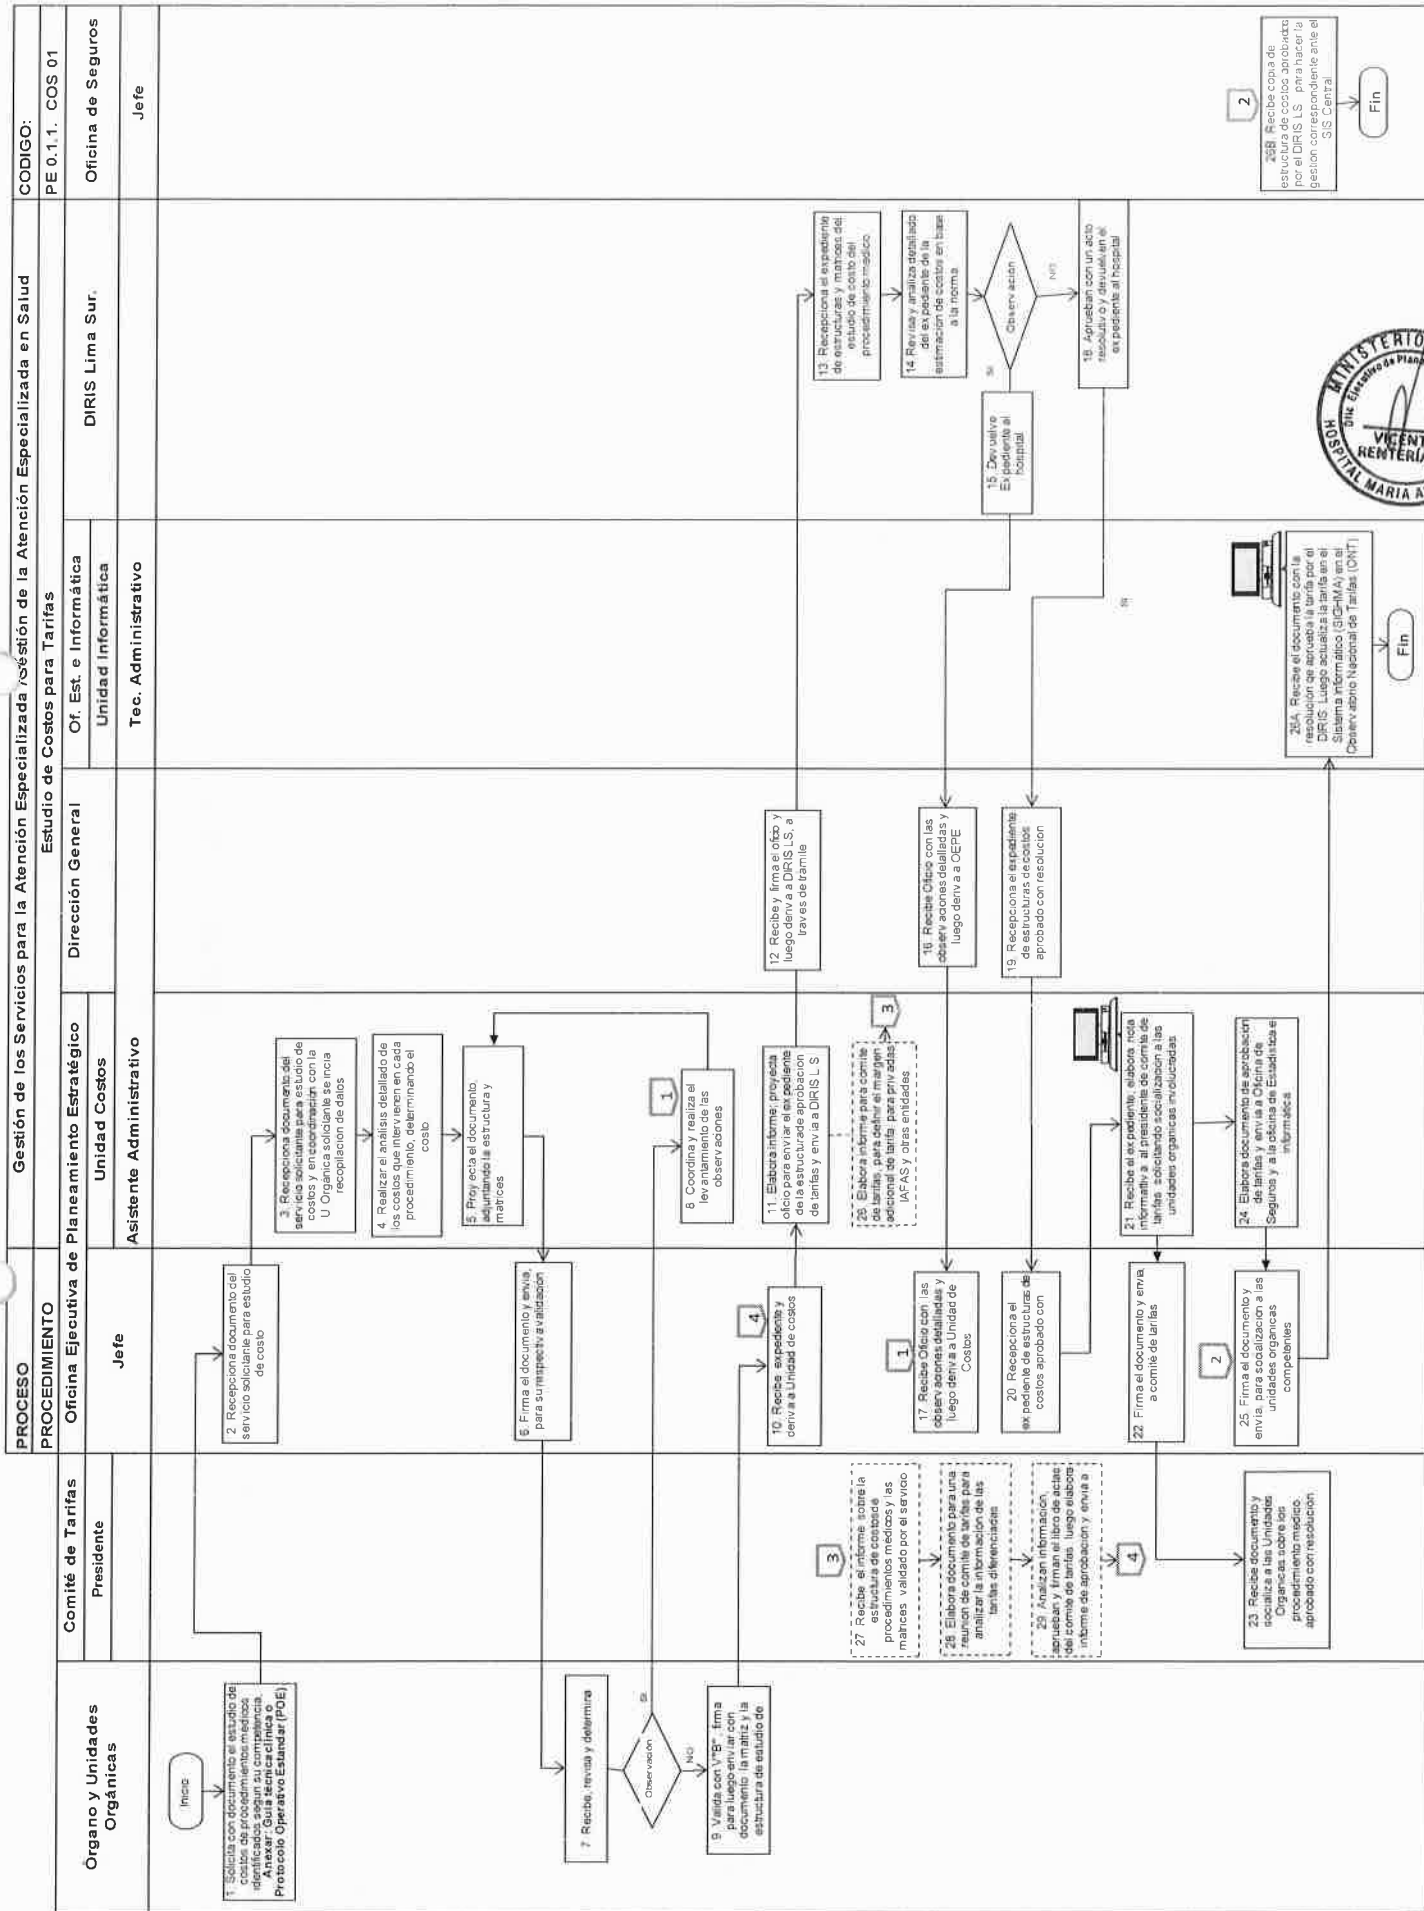 PROCESO
Gestión de los Servicios para la Atención Especializada /Gestión de la Atención Especializada en Salud
CODIGO:
PROCEDIMIENTO
Estudio de Costos para Tarifas
PE 0.1.1. COS 01
Órgano y Unidades
Orgánicas
Comité de Tarifas
Presidente
Oficina Ejecutiva de Planeamiento Estratégico
Jefe
Unidad Costos
Asistente Administrativo
Dirección General
Of. Est. e Informática
Unidad Informática
Tec. Administrativo
DIRIS Lima Sur.
Oficina de Seguros
Jefe
Inicio
1. Solicita con documento el estudio de
costos de procedimientos médicos
identificados según su competencia.
Anexar: Guia técnica clínica o
Protocolo Operativo Estandar (POE)
2 Recepciona documento del
servicio solicitante para estudio
de costo
3. Recepciona documento del
servicio solicitante para estudio de
costos y en coordinación con la
U Orgánica solicitante se incia
recopilacion de datos
4. Realizar el análisis detallado de
los costos que intervienen en cada
procedimiento, determinando el
costo
5. Proyecta el documento,
adjuntando la estructura y
matrices
6. Firma el documento y envia,
para su respectiva validación
7 Recibe, revisa y determina
Observación
SI
NO
1
8 Coordina y realiza el
levantamiento de las
observaciones
9 Valida con V°B°, firma
para luego enviar con
documento la matriz y la
estructura de estudio de
4
10. Recibe expediente y
deriva a Unidad de costos
11. Elabora informe; proyecta
oficio para enviar el expediente
de la estructura de aprobación
de tarifas y envia a DIRIS L S
12 Recibe y firma el oficio y
luego deriva a DIRIS LS, a
traves de trámite
13. Recepciona el expediente
de estructuras y matrices del
estudio de costo del
procedimiento medico.
14 Revisa y analiza detallado
del expediente de la
estimación de costos en base
a la norma
Observación
SI
NO
15. Devuelve
Expediente al
hospital
16. Recibe Oficio con las
observaciones detalladas y
luego deriva a OEPE
1
17. Recibe Oficio con las
observaciones detalladas y
luego deriva a Unidad de
Costos
18. Aprueban con un acto
resolutivo y devuelven el
expediente al hospital
SI
19. Recepciona el expediente
de estructuras de costos
aprobado con resolucion
20 Recepciona el
expediente de estructuras de
costos aprobado con
21. Recibe el expediente, elabora nota
informativa al presidente de comite de
tarifas solicitando socialización a las
unidades organicas involucradas
22 Firma el documento y envia,
a comité de tarifas
23. Recibe documento y
socializa a las Unidades
Organicas sobre los
procedimiento medico.
aprobado con resolución
24. Elabora documento de aprobación
de tarifas y envia a Oficina de
Seguros y a la oficina de Estadistica e
informática
2
25 Firma el documento y
envia, para socialización a las
unidades organicas
competentes
26A. Recibe el documento con la
resolución qe aprueba la tarifa por el
DIRIS. Luego actualiza la tarifa en el
Sistema Informático (SIGHMA) en el
Observatorio Nacional de Tarifas (ONT)
Fin
2
26B. Recibe copia de
estructura de costos aprobados
por el DIRIS LS para hacer la
gestion correspondiente ante el
SIS Central
Fin
26. Elabora informe para comite
de tarifas, para definir el margen
adicional de tarifa para privadas
IAFAS y otras entidades
3
3
27 Recibe el informe sobre la
estructura de costos de
procedimientos médicos y las
matrices validado por el servicio
28. Elabora documento para una
reunión de comité de tarifas para
analizar la información de las
tarifas diferenciadas
29 Analizan información,
aprueban y firman el libro de actas
del comite de tarifas. luego elabora
informe de aprobación y envia a
4
MINISTERIO
HOSPITAL MARIA
Ejecutivo de
VICENT
RENTERIA